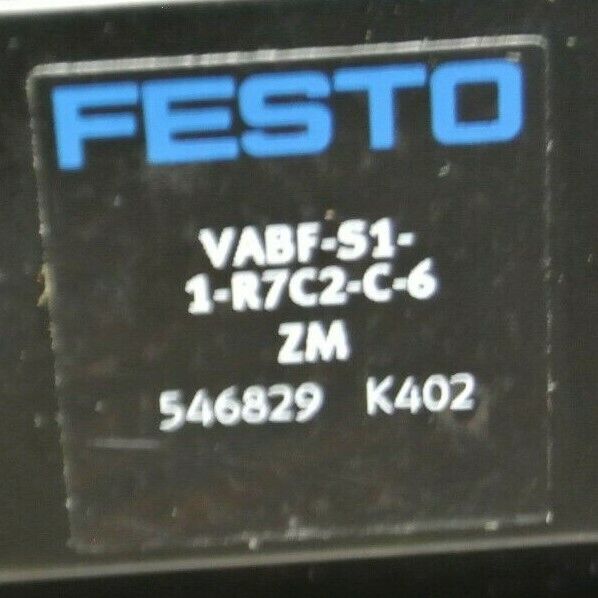 FESTO
VABF-S1-
1-R7C2-C-6
ZM
546829 K402